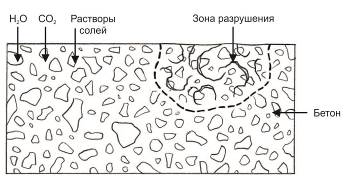 H₂O CO₂ Растворы солей
Зона разрушения
Бетон